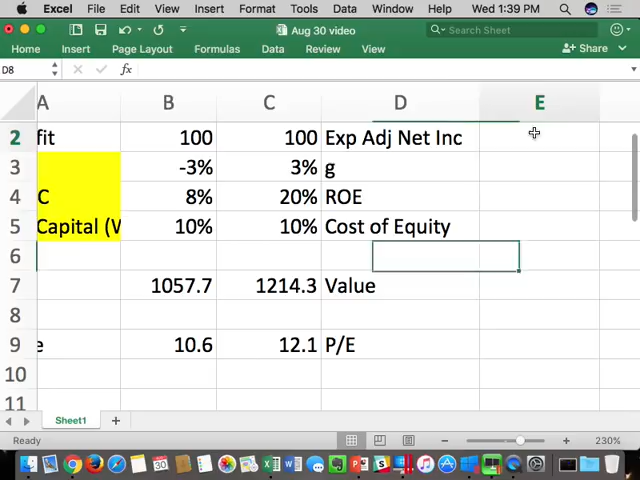 Excel File Edit View Insert Format Tools Data Window Help Wed 1:39 PM
Aug 30 video Search Sheet
Home Insert Page Layout Formulas Data Review View Share
D8 fx
A B C D E
2 fit 100 100 Exp Adj Net Inc
3 -3% 3% g
4 C 8% 20% ROE
5 Capital (W 10% 10% Cost of Equity
6
7 1057.7 1214.3 Value
8
9 e 10.6 12.1 P/E
10
11
Sheet1
Ready 230%